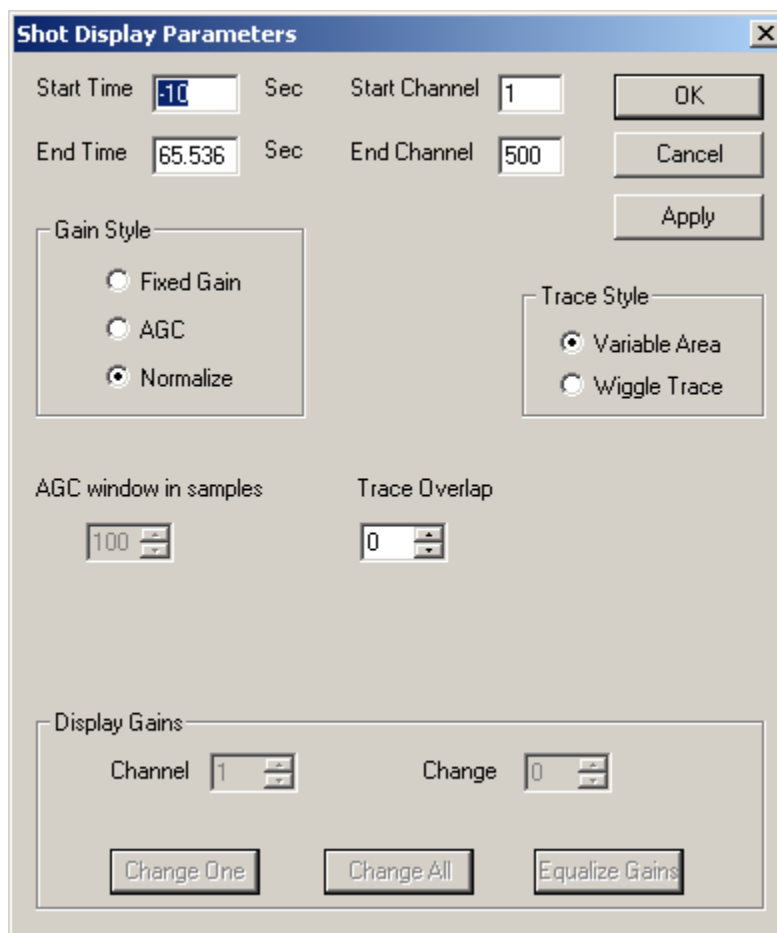 Shot Display Parameters
Start Time -10 Sec Start Channel 1 OK
End Time 65.536 Sec End Channel 500 Cancel
Apply
Gain Style
Fixed Gain
AGC
Normalize
Trace Style
Variable Area
Wiggle Trace
AGC window in samples Trace Overlap
100 0
Display Gains
Channel 1 Change 0
Change One Change All Equalize Gains